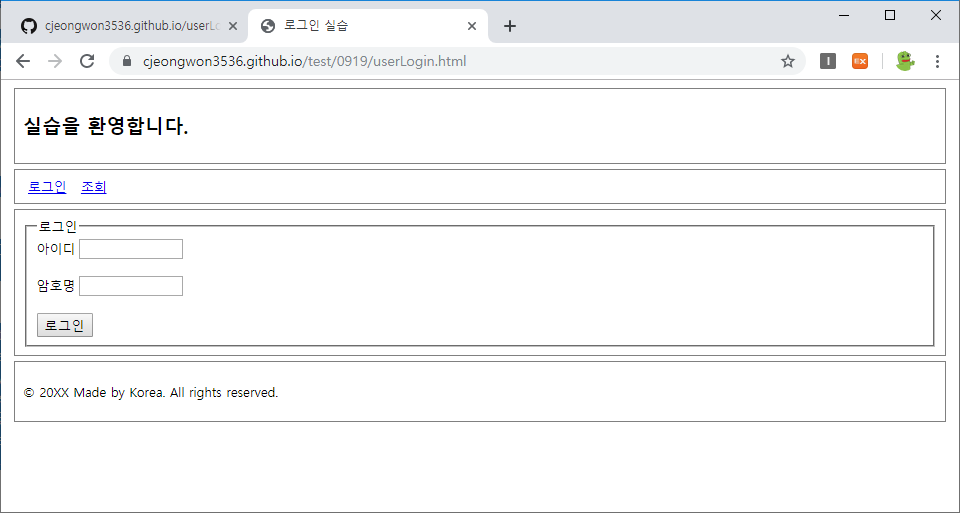 cjeongwon3536.github.io/userLo
로그인 실습
cjeongwon3536.github.io/test/0919/userLogin.html
실습을 환영합니다.
로그인 조회
로그인
아이디
암호명
로그인
© 20XX Made by Korea. All rights reserved.